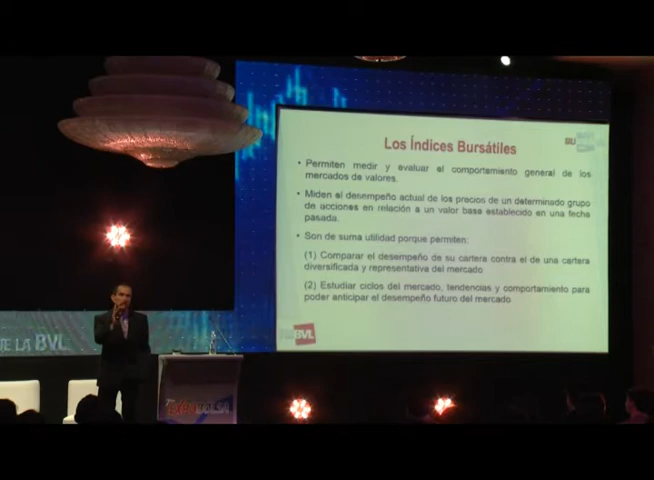 Los Índices Bursátiles
• Permiten medir y evaluar el comportamiento general de los
mercados de valores.
• Miden el desempeño actual de los precios de un determinado grupo
de acciones en relación a un valor base establecido en una fecha
pasada.
• Son de suma utilidad porque permiten:
(1) Comparar el desempeño de su cartera contra el de una cartera
diversificada y representativa del mercado
(2) Estudiar ciclos del mercado, tendencias y comportamiento para
poder anticipar el desempeño futuro del mercado
BVL
TE LA BVL